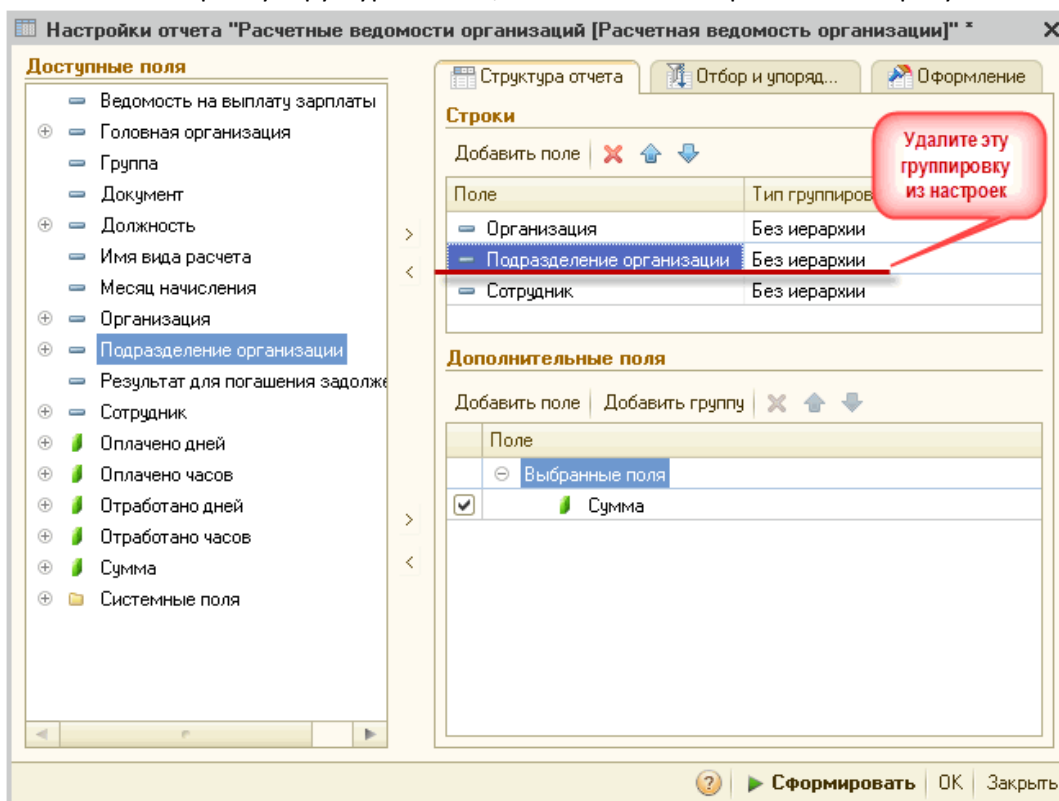 Настройки отчета "Расчетные ведомости организаций [Расчетная ведомость организации]" *
Доступные поля
Ведомость на выплату зарплаты
Головная организация
Группа
Документ
Должность
Имя вида расчета
Месяц начисления
Организация
Подразделение организации
Результат для погашения задолже
Сотрудник
Оплачено дней
Оплачено часов
Отработано дней
Отработано часов
Сумма
Системные поля
Структура отчета
Отбор и упоряд...
Оформление
Строки
Добавить поле
Удалите эту
группировку
из настроек
Поле Тип группиров
Организация Без иерархии
Подразделение организации Без иерархии
Сотрудник Без иерархии
Дополнительные поля
Добавить поле Добавить группу
Поле
Выбранные поля
Сумма
Сформировать OK Закрыть